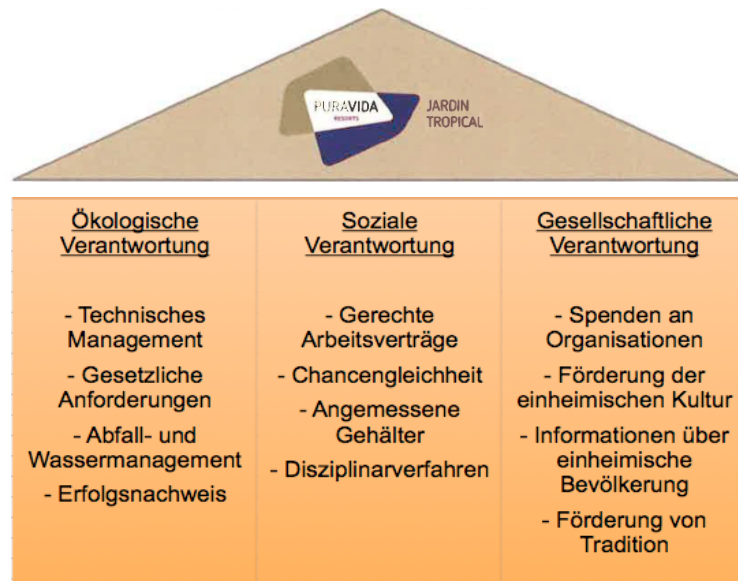 PURAVIDA
RESORTS
JARDIN
TROPICAL
Ökologische
Verantwortung
- Technisches
Management
- Gesetzliche
Anforderungen
- Abfall- und
Wassermanagement
- Erfolgsnachweis
Soziale
Verantwortung
- Gerechte
Arbeitsverträge
- Chancengleichheit
- Angemessene
Gehälter
- Disziplinarverfahren
Gesellschaftliche
Verantwortung
- Spenden an
Organisationen
- Förderung der
einheimischen Kultur
- Informationen über
einheimische
Bevölkerung
- Förderung von
Tradition